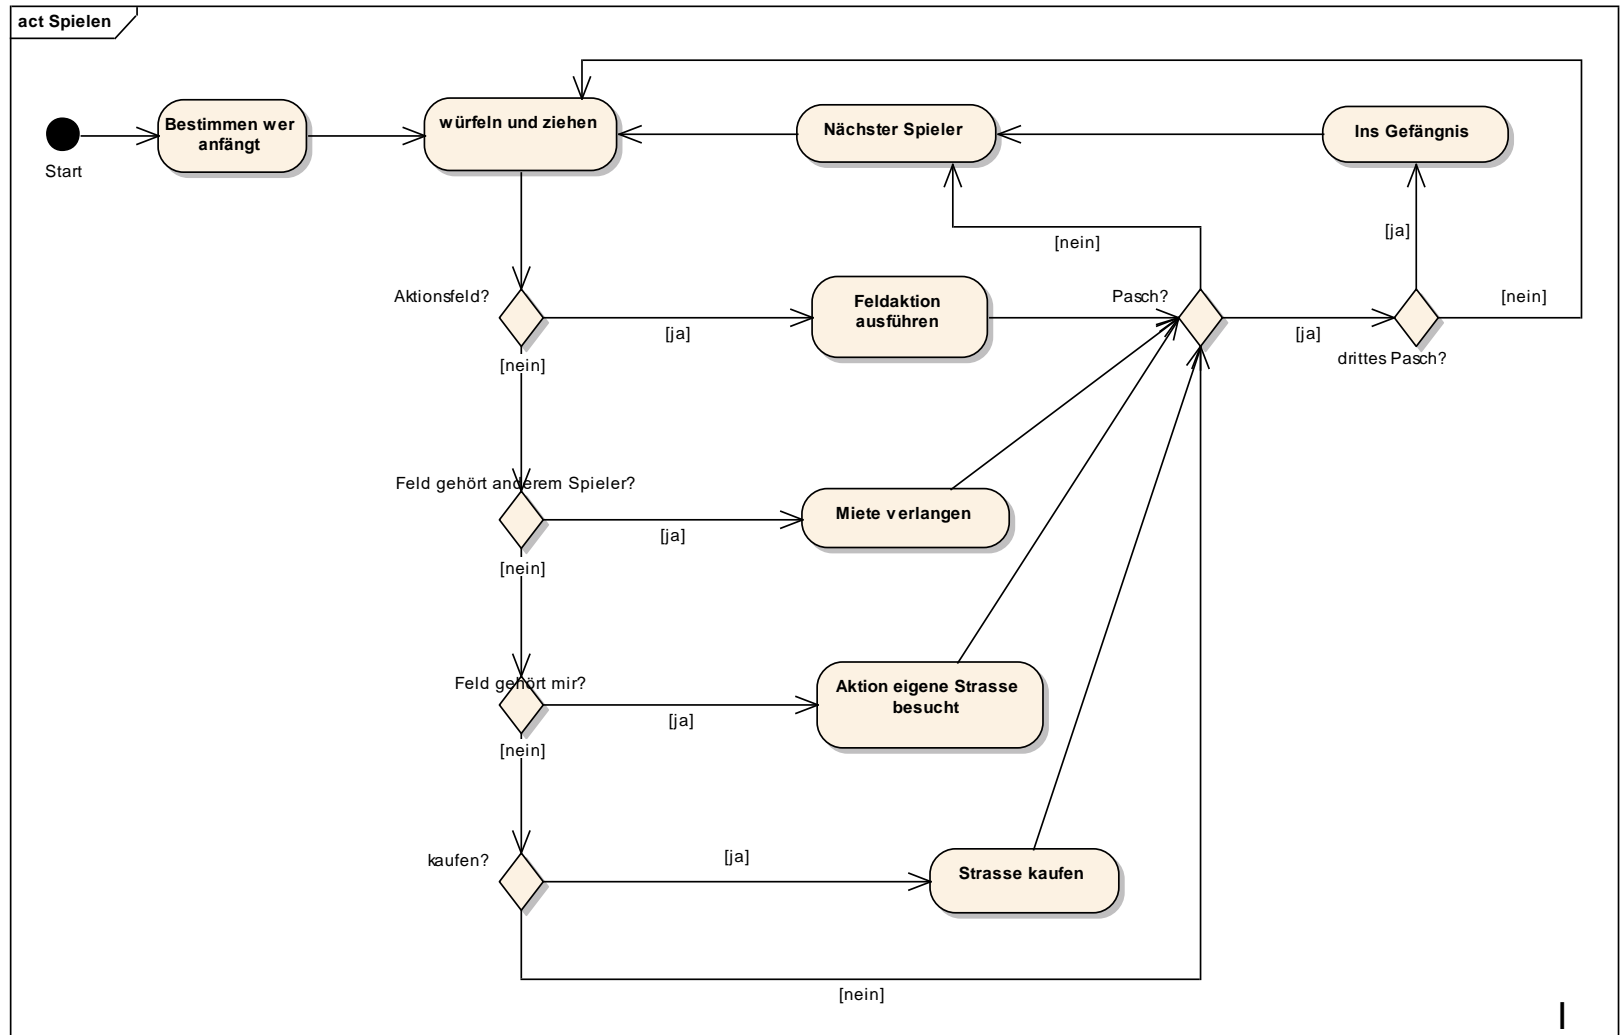 act Spielen
Bestimmen wer
anfängt
würfeln und ziehen
Nächster Spieler
Ins Gefängnis
Start
[ja]
[nein]
Aktionsfeld?
[ja]
[nein]
Feldaktion
ausführen
Pasch?
[ja]
[nein]
drittes Pasch?
Feld gehört anderem Spieler?
[ja]
[nein]
Miete verlangen
Feld gehört mir?
[ja]
[nein]
Aktion eigene Strasse
besucht
kaufen?
[ja]
Strasse kaufen
[nein]